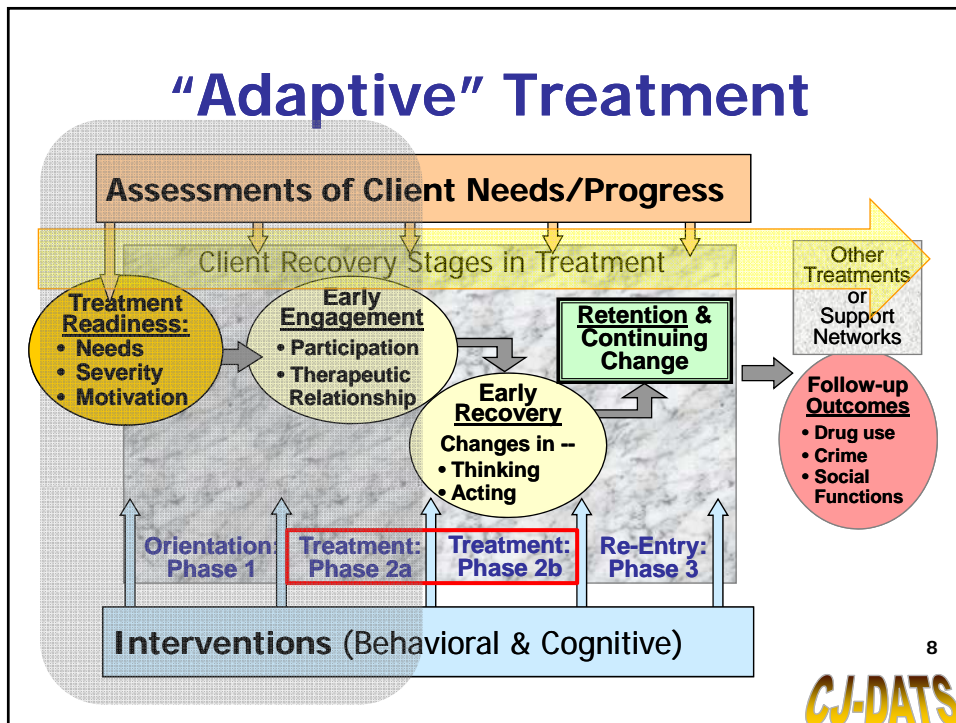 “Adaptive” Treatment
Assessments of Client Needs/Progress
Client Recovery Stages in Treatment
Treatment
Readiness:
• Needs
• Severity
• Motivation
Early
Engagement
• Participation
• Therapeutic
Relationship
Early
Recovery
Changes in --
• Thinking
• Acting
Retention &
Continuing
Change
Other
Treatments
or
Support
Networks
Follow-up
Outcomes
• Drug use
• Crime
• Social
Functions
Orientation:
Phase 1
Treatment:
Phase 2a
Treatment:
Phase 2b
Re-Entry:
Phase 3
Interventions (Behavioral & Cognitive)
8
CJ-DATS